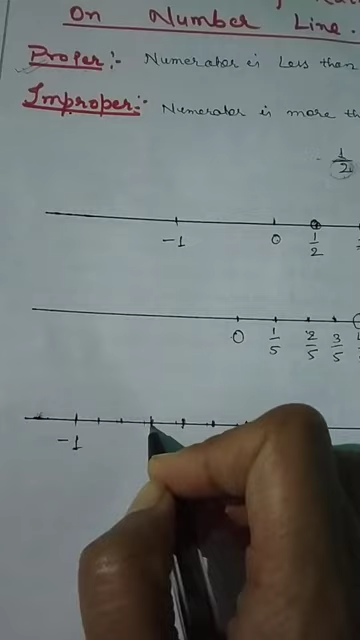 On Number Line.
Proper:- Numerator is Less than
Improper:- Numerator is more
1/2
-1 0 1/2
0 1/5 2/5 3/5
-1